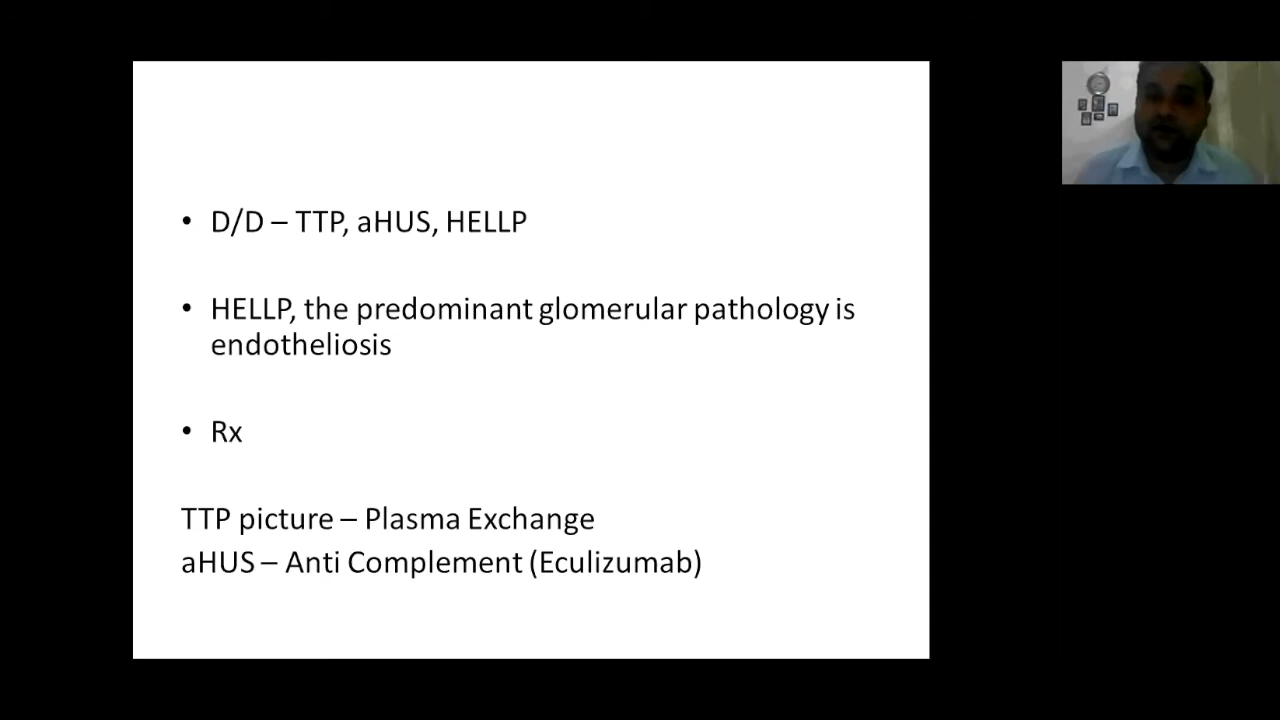 • D/D – TTP, aHUS, HELLP
• HELLP, the predominant glomerular pathology is
endotheliosis
• Rx
TTP picture – Plasma Exchange
aHUS – Anti Complement (Eculizumab)